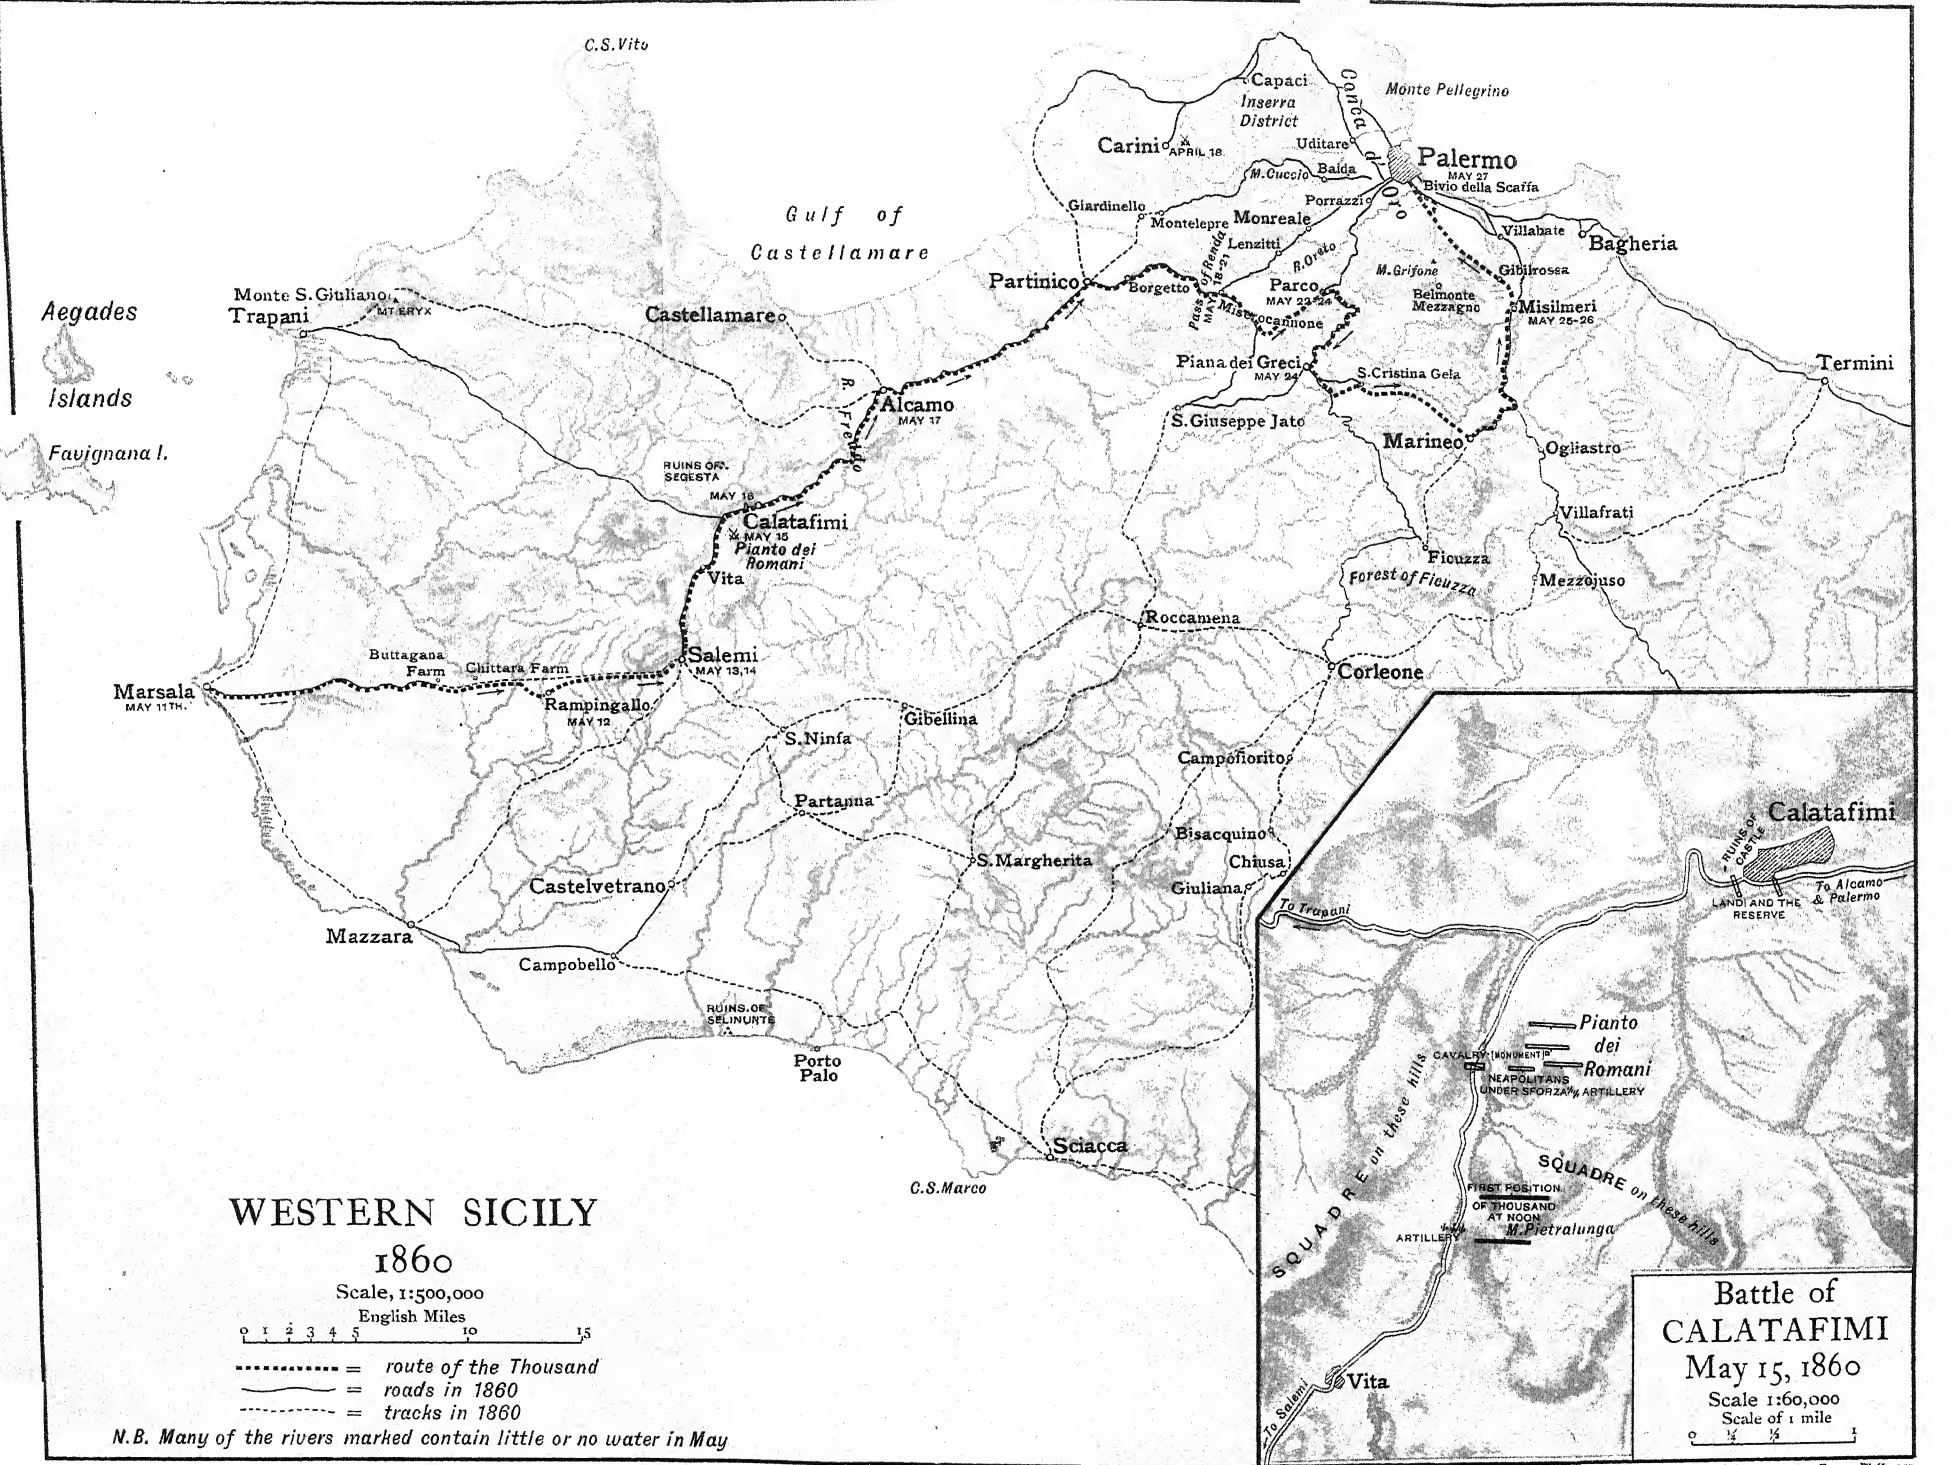 C.S.Vito
Capaci
Inserra
District
Conca d'Oro
Monte Pellegrino
Carini
APRIL 18.
Uditare
Palermo
MAY 27
Bivio della Scaffa
M.Cuccio
Baida
Porrazzi
Giardinello
Montelepre
Monreale
Lenzitti
R.Oreto
Villabate
Bagheria
Gulf of
Castellamare
Partinico
Borgetto
Pass of Renda
MAY 18-21
Miserocannone
Parco
MAY 22-24
M.Grifone
Gibilrossa
Belmonte
Mezzagno
Misilmeri
MAY 25-26
Aegades
Islands
Favignana I.
Monte S.Giuliano
MT ERYX
Trapani
Castellamare
Piana dei Greci
MAY 24
S.Cristina Gela
Termini
R. Freddo
Alcamo
MAY 17
S.Giuseppe Jato
Marineo
Ogliastro
RUINS OF
SEGESTA
MAY 16
Calatafimi
MAY 15
Pianto dei
Romani
Vita
Villafrati
Ficuzza
Forest of Ficuzza
Mezzojuso
Roccamena
Buttagana
Farm
Chittara Farm
Salemi
MAY 13,14
Corleone
Marsala
MAY 11TH.
Rampingallo
MAY 12
Gibellina
S.Ninfa
Campofiorito
Partanna
Bisacquino
S.Margherita
Chiusa
Giuliana
Castelvetrano
Mazzara
Campobello
RUINS.OF
SELINUNTE
Porto
Palo
Sciacca
C.S.Marco
WESTERN SICILY
1860
Scale, 1:500,000
English Miles
0 1 2 3 4 5 10 15
= route of the Thousand
= roads in 1860
= tracks in 1860
N.B. Many of the rivers marked contain little or no water in May
Calatafimi
RUINS OF
CASTLE
To Trapani
To Alcamo
& Palermo
LANDI AND THE
RESERVE
Pianto
dei
Romani
CAVALRY
[MONUMENT]
NEAPOLITANS
UNDER SFORZA
ARTILLERY
SQUADRE on these hills
SQUADRE on these hills
FIRST POSITION
OF THOUSAND
AT NOON
M.Pietralunga
ARTILLERY
Vita
To Salemi
Battle of
CALATAFIMI
May 15, 1860
Scale 1:60,000
Scale of 1 mile
0 ¼ ½ 1